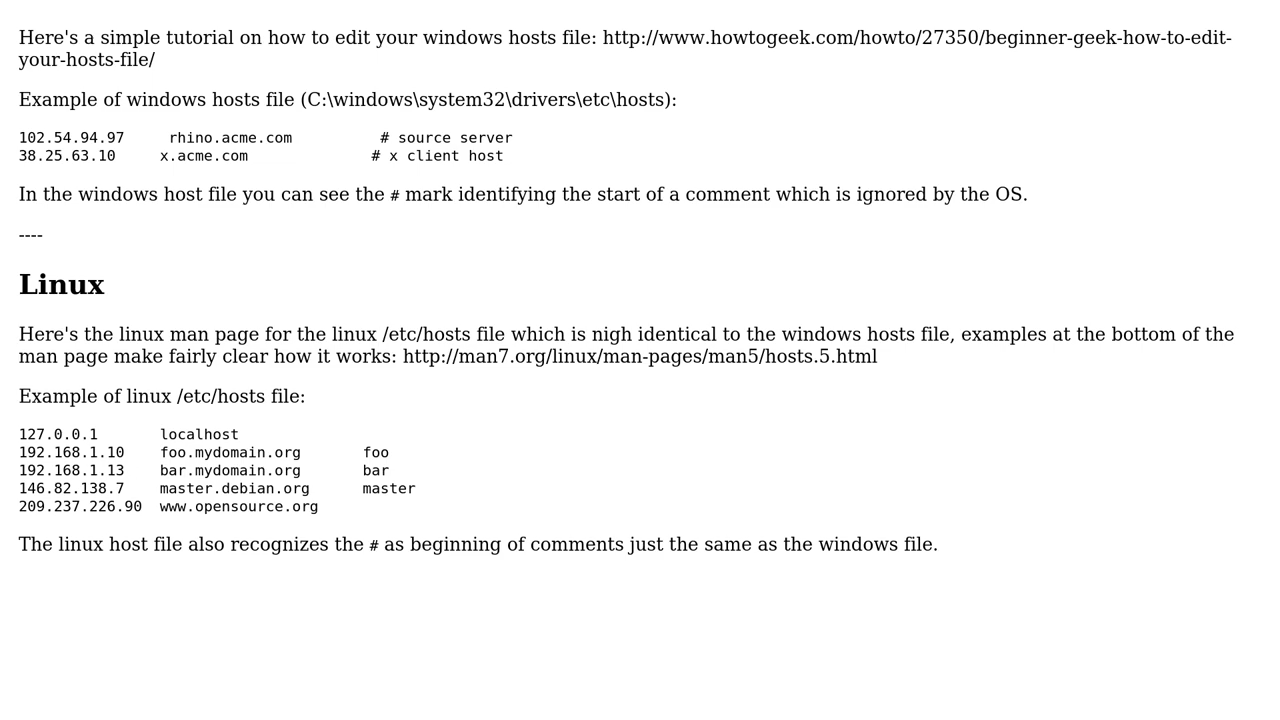 Here's a simple tutorial on how to edit your windows hosts file: http://www.howtogeek.com/howto/27350/beginner-geek-how-to-edit-
your-hosts-file/
Example of windows hosts file (C:\windows\system32\drivers\etc\hosts):
102.54.94.97     rhino.acme.com          # source server
38.25.63.10     x.acme.com              # x client host
In the windows host file you can see the # mark identifying the start of a comment which is ignored by the OS.
----
Linux
Here's the linux man page for the linux /etc/hosts file which is nigh identical to the windows hosts file, examples at the bottom of the
man page make fairly clear how it works: http://man7.org/linux/man-pages/man5/hosts.5.html
Example of linux /etc/hosts file:
127.0.0.1       localhost
192.168.1.10    foo.mydomain.org       foo
192.168.1.13    bar.mydomain.org       bar
146.82.138.7    master.debian.org      master
209.237.226.90  www.opensource.org
The linux host file also recognizes the # as beginning of comments just the same as the windows file.